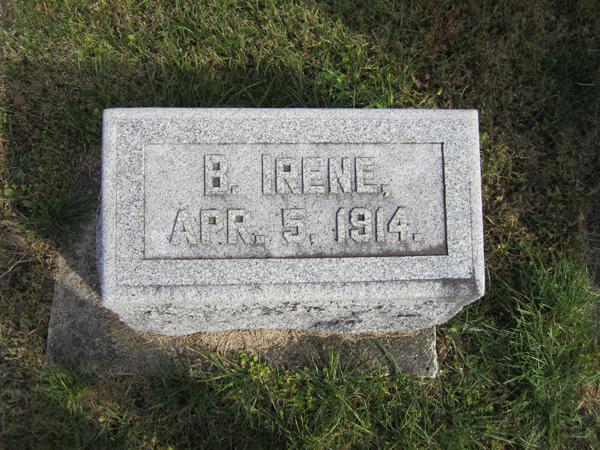 B. IRENE,
APR. 5, 1914.